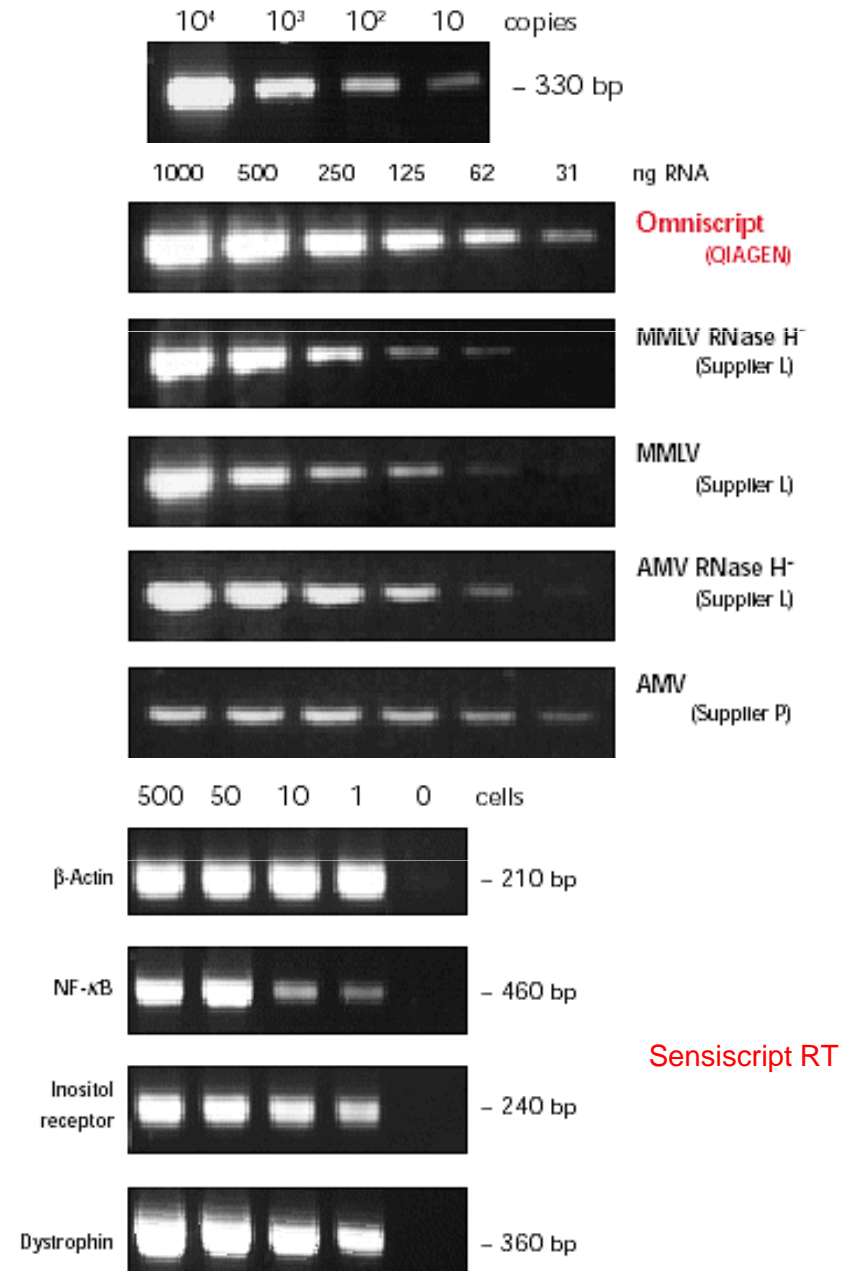 10⁴ 10³ 10² 10 copies
– 330 bp
1000 500 250 125 62 31 ng RNA
Omniscript
(QIAGEN)
MMLV RNase H⁻
(Supplier L)
MMLV
(Supplier L)
AMV RNase H⁻
(Supplier L)
AMV
(Supplier P)
500 50 10 1 0 cells
β-Actin – 210 bp
NF-κB – 460 bp
Sensiscript RT
Inositol
receptor – 240 bp
Dystrophin – 360 bp